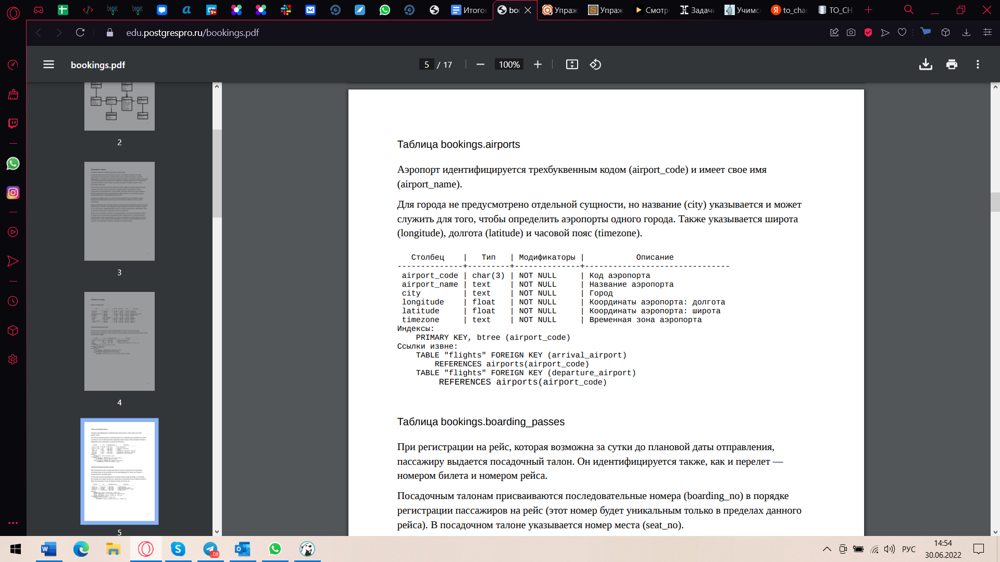 Итого
boo
Упраж
Упраж
Смотр
Задачи
Учимс
to_cha
TO_CH
edu.postgrespro.ru/bookings.pdf
bookings.pdf
5 / 17
100%
2
3
4
5
Таблица bookings.airports
Аэропорт идентифицируется трехбуквенным кодом (airport_code) и имеет свое имя
(airport_name).
Для города не предусмотрено отдельной сущности, но название (city) указывается и может
служить для того, чтобы определить аэропорты одного города. Также указывается широта
(longitude), долгота (latitude) и часовой пояс (timezone).
Столбец | Тип | Модификаторы | Описание
--------------+---------+--------------+-------------------------------
airport_code | char(3) | NOT NULL | Код аэропорта
airport_name | text | NOT NULL | Название аэропорта
city | text | NOT NULL | Город
longitude | float | NOT NULL | Координаты аэропорта: долгота
latitude | float | NOT NULL | Координаты аэропорта: широта
timezone | text | NOT NULL | Временная зона аэропорта
Индексы:
PRIMARY KEY, btree (airport_code)
Ссылки извне:
TABLE "flights" FOREIGN KEY (arrival_airport)
REFERENCES airports(airport_code)
TABLE "flights" FOREIGN KEY (departure_airport)
REFERENCES airports(airport_code)
Таблица bookings.boarding_passes
При регистрации на рейс, которая возможна за сутки до плановой даты отправления,
пассажиру выдается посадочный талон. Он идентифицируется также, как и перелет —
номером билета и номером рейса.
Посадочным талонам присваиваются последовательные номера (boarding_no) в порядке
регистрации пассажиров на рейс (этот номер будет уникальным только в пределах данного
рейса). В посадочном талоне указывается номер места (seat_no).
РУС
14:54
30.06.2022